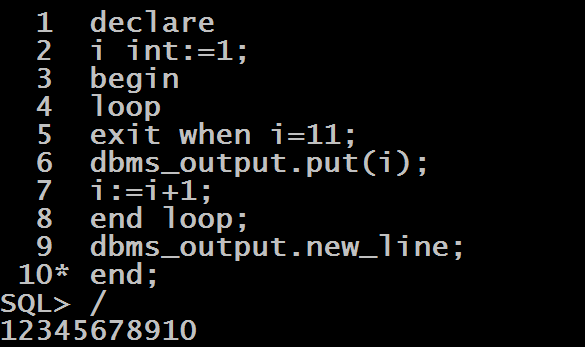 1 declare
2 i int:=1;
3 begin
4 loop
5 exit when i=11;
6 dbms_output.put(i);
7 i:=i+1;
8 end loop;
9 dbms_output.new_line;
10* end;
SQL> /
12345678910